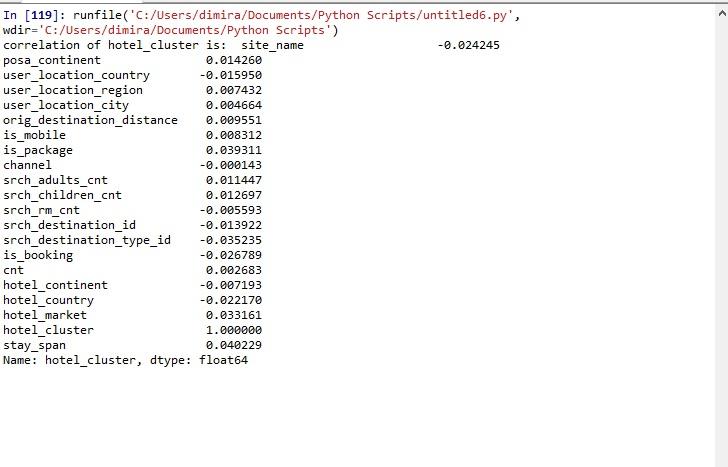 In [119]: runfile('C:/Users/dimira/Documents/Python Scripts/untitled6.py',
wdir='C:/Users/dimira/Documents/Python Scripts')
correlation of hotel_cluster is:  site_name                   -0.024245
posa_continent                0.014260
user_location_country        -0.015950
user_location_region          0.007432
user_location_city            0.004664
orig_destination_distance     0.009551
is_mobile                     0.008312
is_package                    0.039311
channel                      -0.000143
srch_adults_cnt               0.011447
srch_children_cnt             0.012697
srch_rm_cnt                  -0.005593
srch_destination_id          -0.013922
srch_destination_type_id     -0.035235
is_booking                   -0.026789
cnt                           0.002683
hotel_continent              -0.007193
hotel_country                -0.022170
hotel_market                  0.033161
hotel_cluster                 1.000000
stay_span                     0.040229
Name: hotel_cluster, dtype: float64